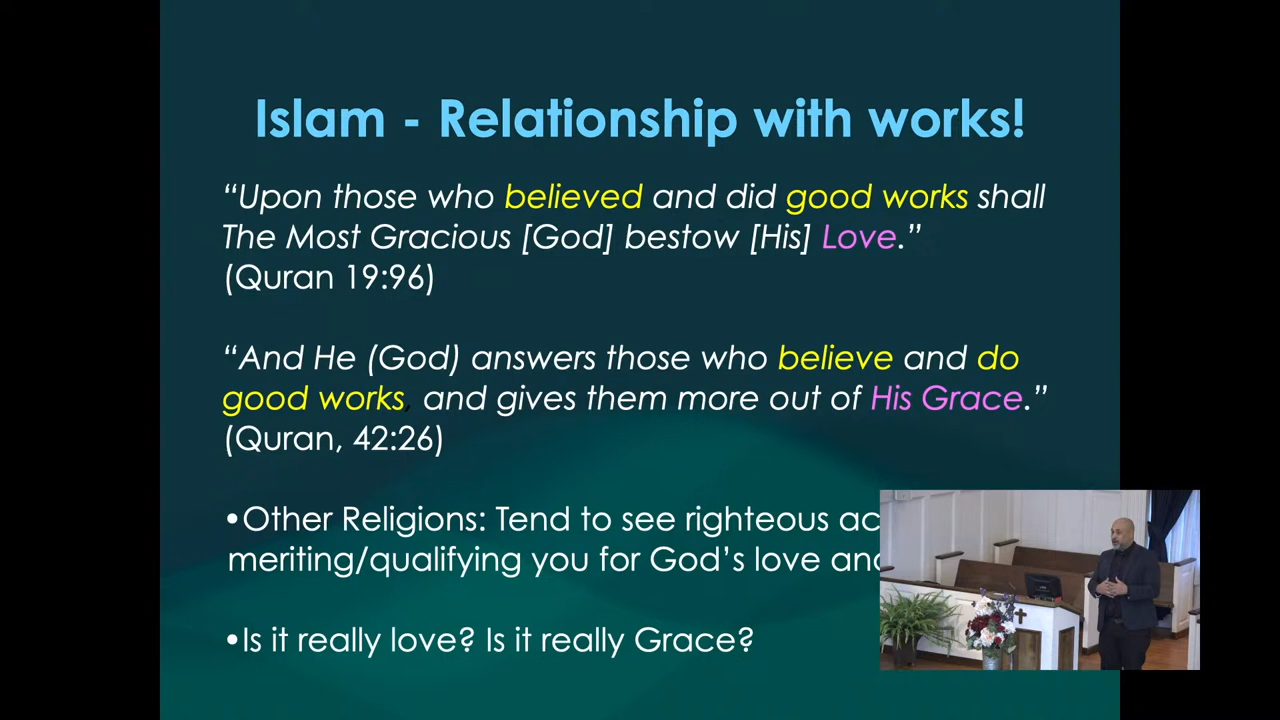 Islam - Relationship with works!
“Upon those who believed and did good works shall
The Most Gracious [God] bestow [His] Love.”
(Quran 19:96)
“And He (God) answers those who believe and do
good works, and gives them more out of His Grace.”
(Quran, 42:26)
•Other Religions: Tend to see righteous
meriting/qualifying you for God’s love
•Is it really love? Is it really Grace?